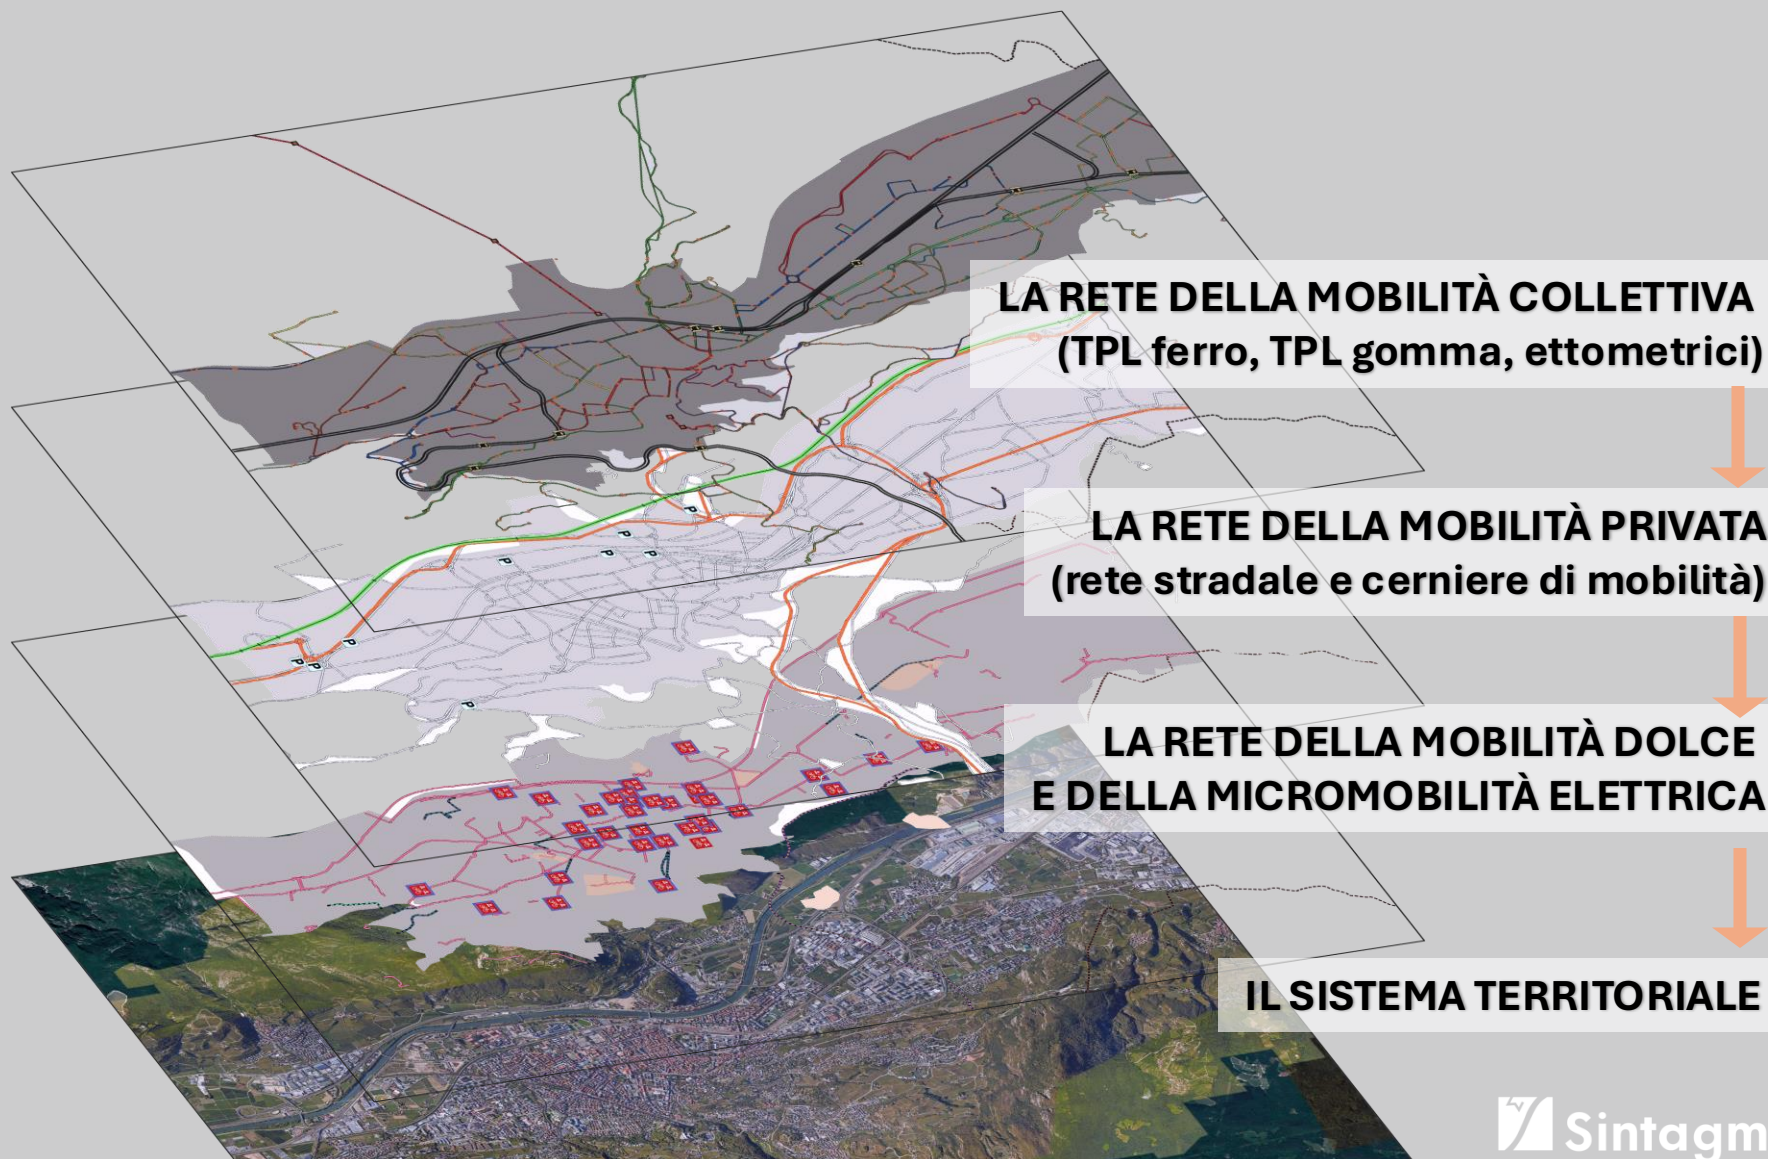 LA RETE DELLA MOBILITÀ COLLETTIVA
(TPL ferro, TPL gomma, ettometrici)
LA RETE DELLA MOBILITÀ PRIVATA
(rete stradale e cerniere di mobilità)
LA RETE DELLA MOBILITÀ DOLCE
E DELLA MICROMOBILITÀ ELETTRICA
P
P
P
P
P
P
P
P
P
IL SISTEMA TERRITORIALE
Sintagm